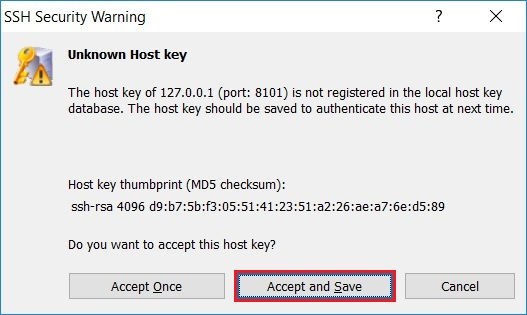 SSH Security Warning
Unknown Host key
The host key of 127.0.0.1 (port: 8101) is not registered in the local host key
database. The host key should be saved to authenticate this host at next time.
Host key thumbprint (MD5 checksum):
ssh-rsa 4096 d9:b7:5b:f3:05:51:41:23:51:a2:26:ae:a7:6e:d5:89
Do you want to accept this host key?
Accept Once
Accept and Save
Cancel